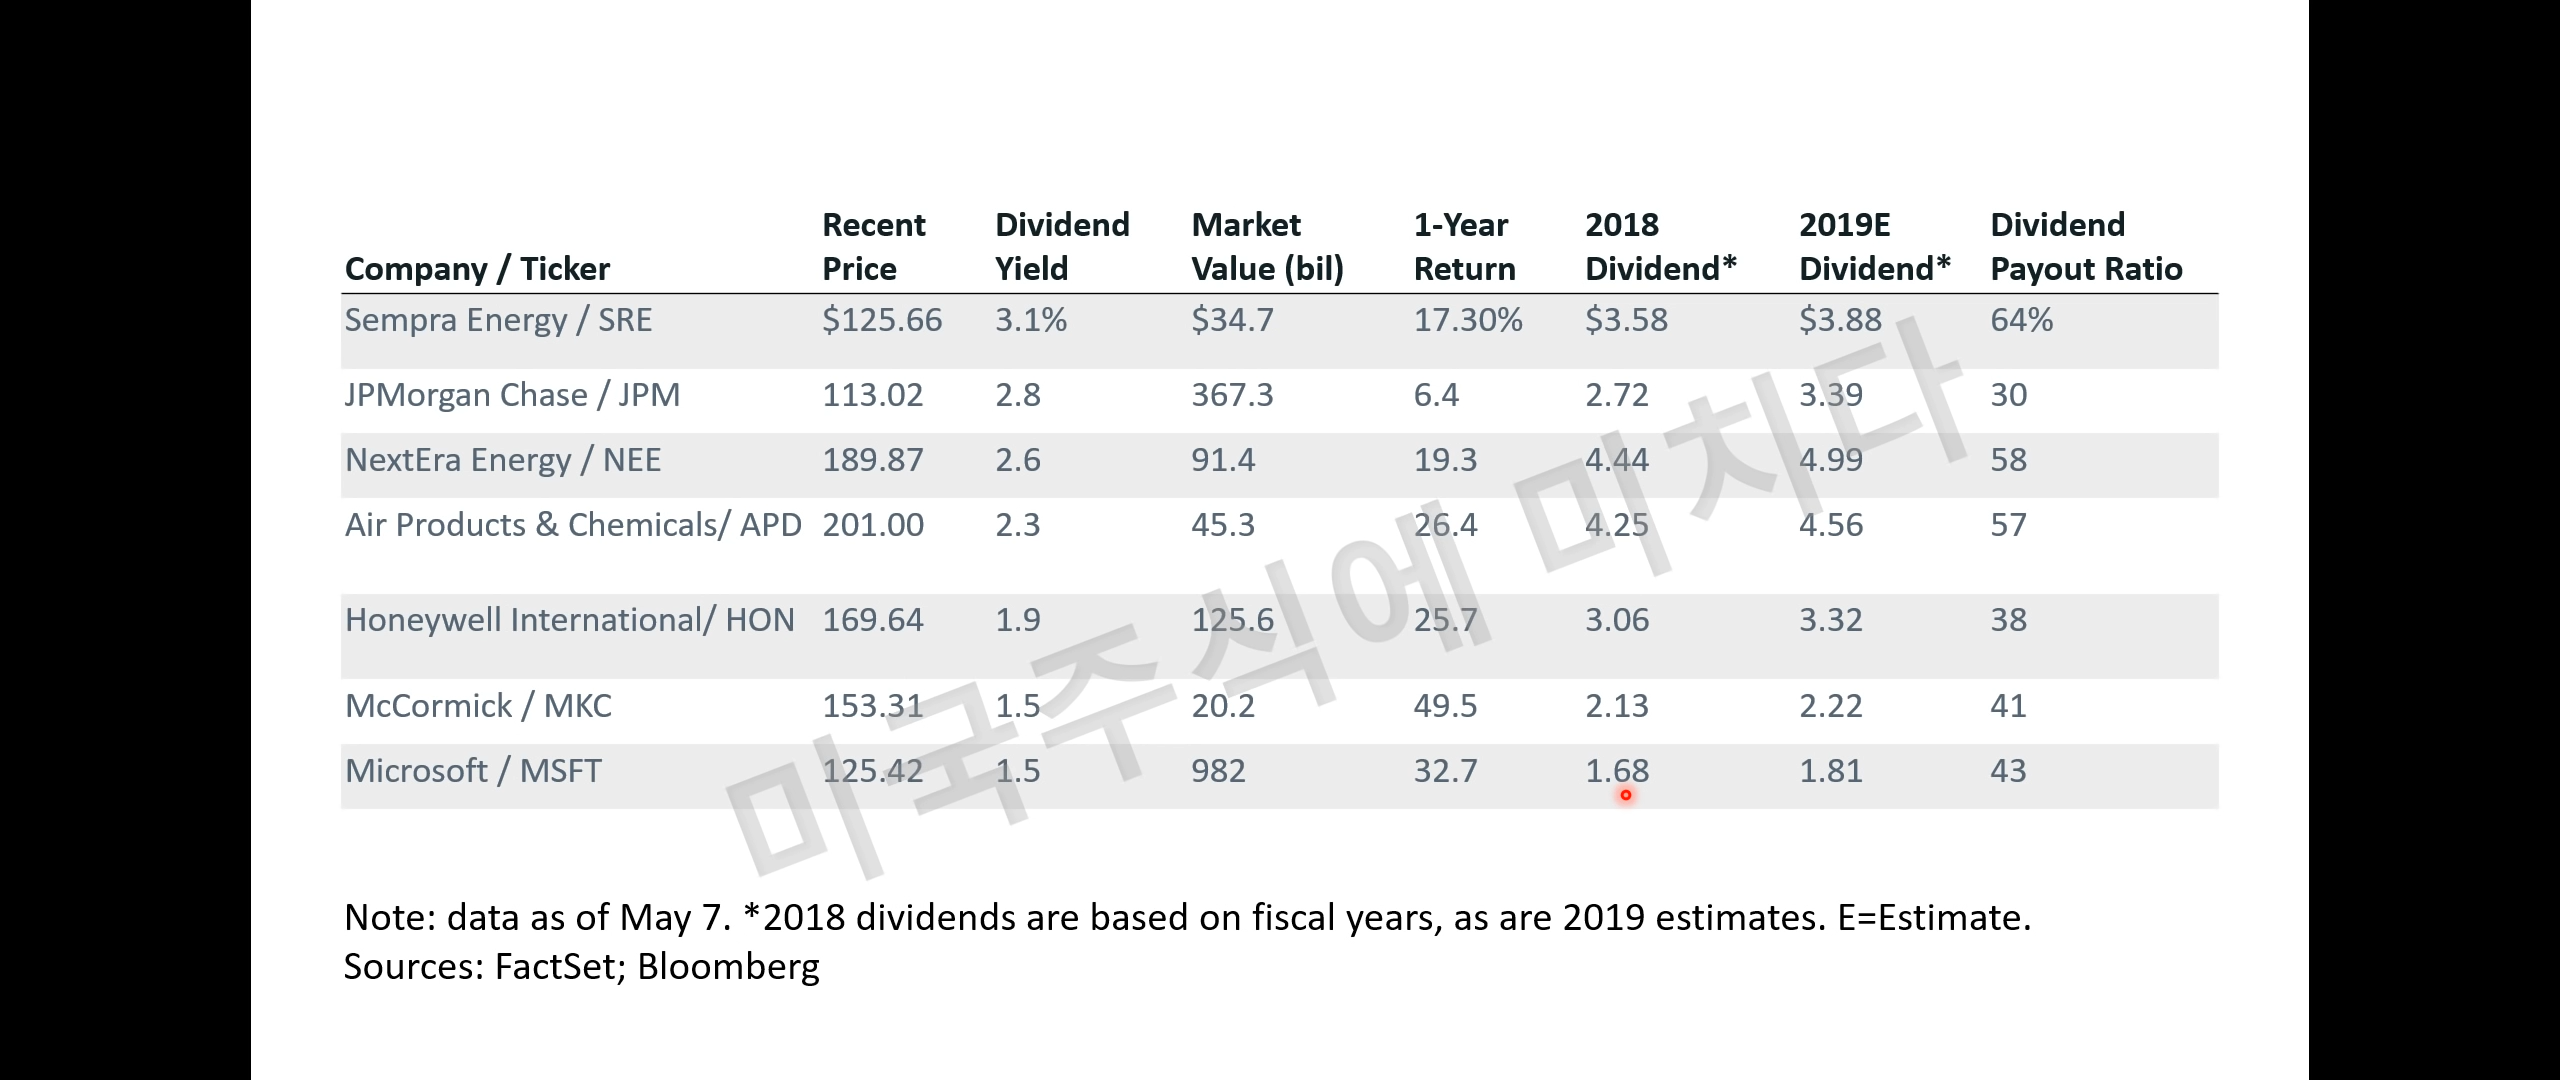 Company / Ticker Recent Price Dividend Yield Market Value (bil) 1-Year Return 2018 Dividend* 2019E Dividend* Dividend Payout Ratio
Sempra Energy / SRE $125.66 3.1% $34.7 17.30% $3.58 $3.88 64%
JPMorgan Chase / JPM 113.02 2.8 367.3 6.4 2.72 3.39 30
NextEra Energy / NEE 189.87 2.6 91.4 19.3 4.44 4.99 58
Air Products & Chemicals/ APD 201.00 2.3 45.3 26.4 4.25 4.56 57
Honeywell International/ HON 169.64 1.9 125.6 25.7 3.06 3.32 38
McCormick / MKC 153.31 1.5 20.2 49.5 2.13 2.22 41
Microsoft / MSFT 125.42 1.5 982 32.7 1.68 1.81 43
미국주식에 미치다
Note: data as of May 7. *2018 dividends are based on fiscal years, as are 2019 estimates. E=Estimate.
Sources: FactSet; Bloomberg